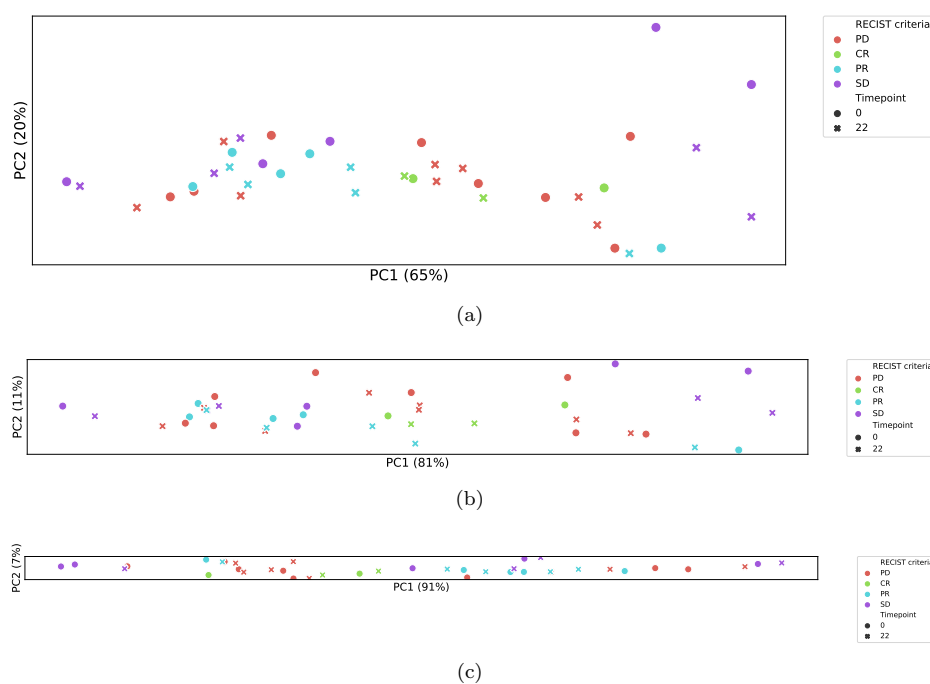 PC2 (20%)
PC1 (65%)
RECIST criteria
PD
CR
PR
SD
Timepoint
0
22
(a)
PC2 (11%)
PC1 (81%)
RECIST criteria
PD
CR
PR
SD
Timepoint
0
22
(b)
PC2 (7%)
PC1 (91%)
RECIST criteria
PD
CR
PR
SD
Timepoint
0
22
(c)